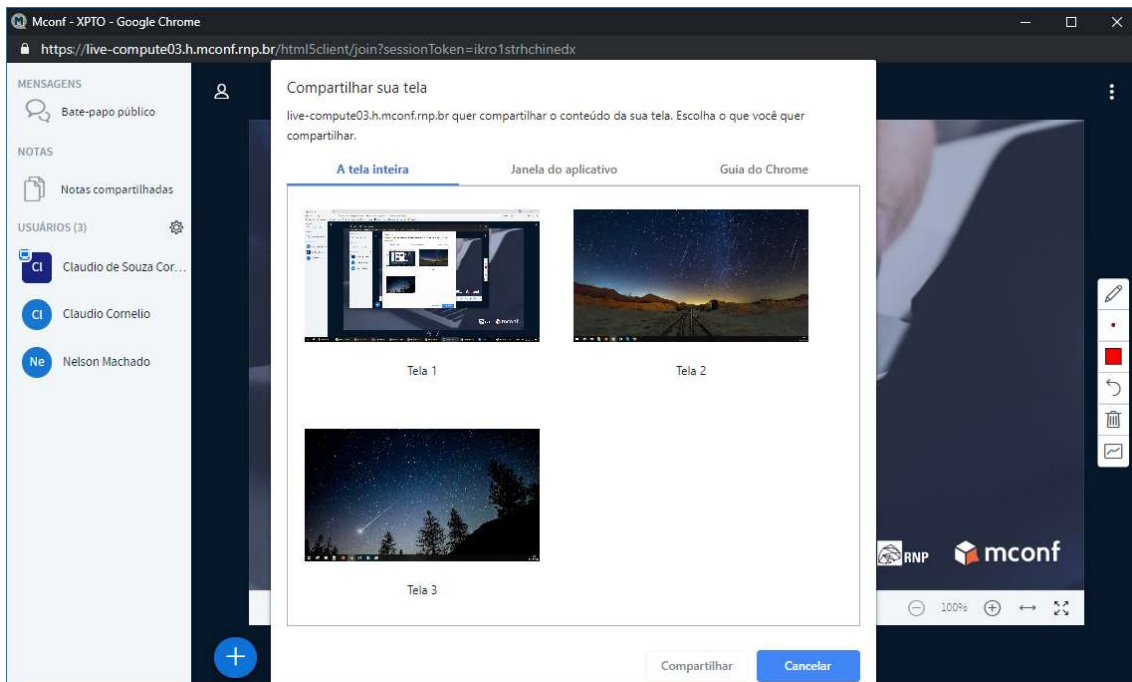 Mconf - XPTO - Google Chrome
https://live-compute03.h.mconf.rnp.br/html5client/join?sessionToken=ikro1strhchinedx
MENSAGENS
Bate-papo público
NOTAS
Notas compartilhadas
USUÁRIOS (3)
Cl Claudio de Souza Cor...
Cl Claudio Cornelio
Ne Nelson Machado
Compartilhar sua tela
live-compute03.h.mconf.rnp.br quer compartilhar o conteúdo da sua tela. Escolha o que você quer
compartilhar.
A tela inteira Janela do aplicativo Guia do Chrome
Tela 1 Tela 2
Tela 3
Compartilhar Cancelar
RNP mconf
100%